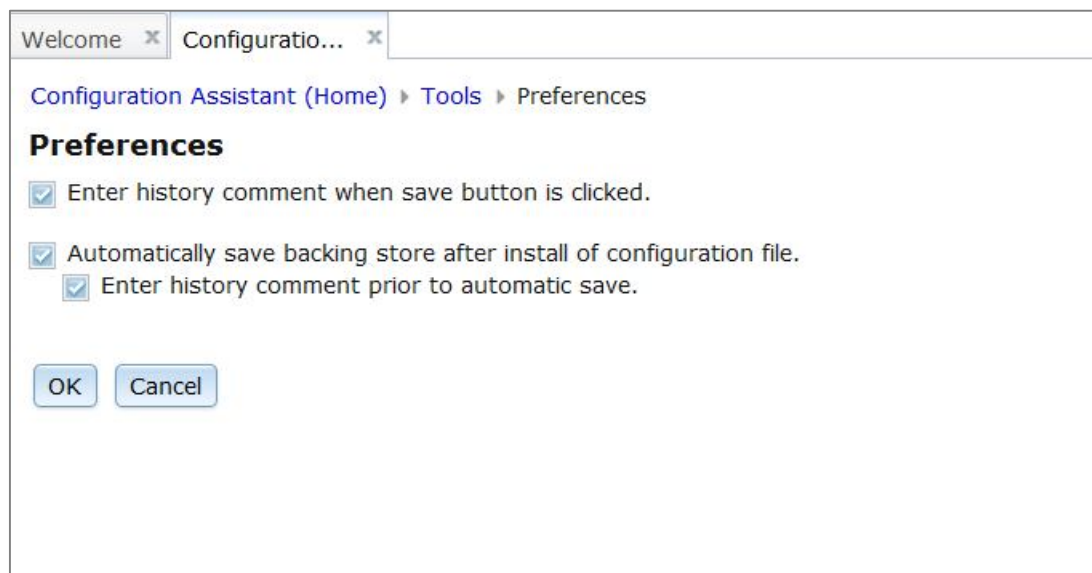 Welcome
Configuratio...
Configuration Assistant (Home) Tools Preferences
Preferences
Enter history comment when save button is clicked.
Automatically save backing store after install of configuration file.
Enter history comment prior to automatic save.
OK Cancel